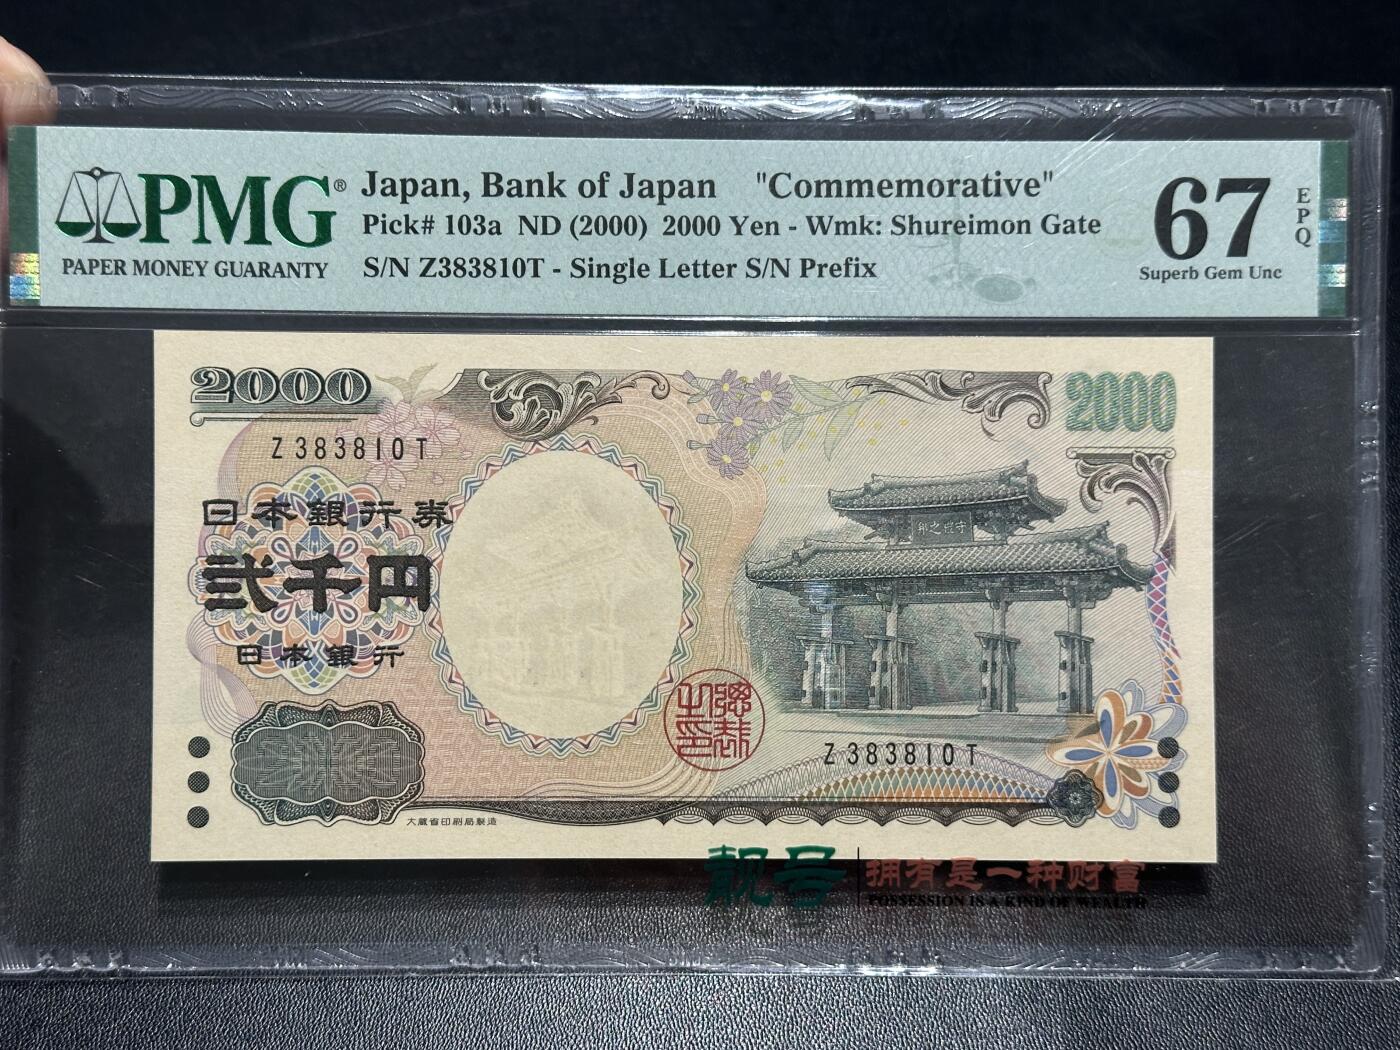 PMG®
PAPER MONEY GUARANTY
Japan, Bank of Japan "Commemorative"
Pick# 103a ND (2000) 2000 Yen - Wmk: Shureimon Gate
S/N Z383810T - Single Letter S/N Prefix
67
EPQ
Superb Gem Unc
2000
2000
Z383810T
日本銀行券
弐千円
日本銀行
守禮之邦
Z383810T
大蔵省印刷局製造
靓号
拥有是一种财富
POSSESSION IS A KIND OF WEALTH